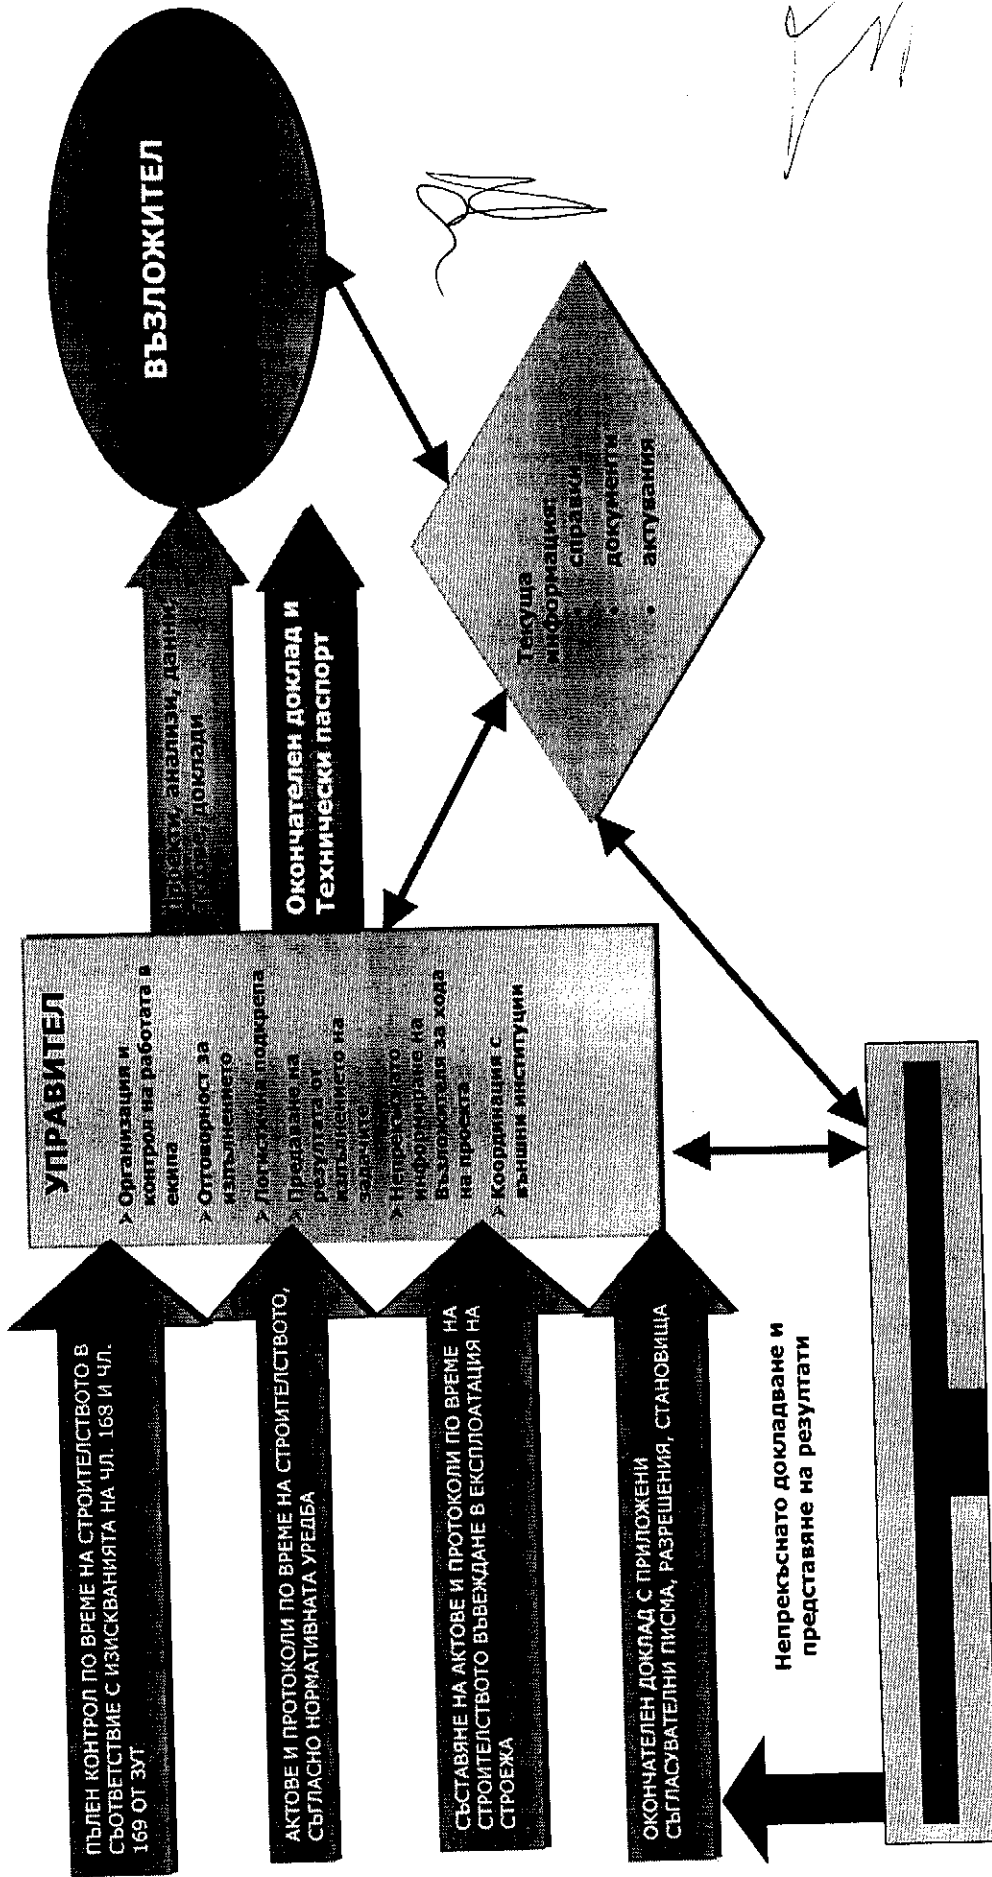 ПЪЛЕН КОНТРОЛ ПО ВРЕМЕ НА СТРОИТЕЛСТВОТО В
СЪОТВЕТСТВИЕ С ИЗИСКВАНИЯТА НА ЧЛ. 168 И ЧЛ.
169 ОТ ЗУТ
АКТОВЕ И ПРОТОКОЛИ ПО ВРЕМЕ НА СТРОИТЕЛСТВОТО,
СЪГЛАСНО НОРМАТИВНАТА УРЕДБА
СЪСТАВЯНЕ НА АКТОВЕ И ПРОТОКОЛИ ПО ВРЕМЕ НА
СТРОИТЕЛСТВОТО ВЪВЕЖДАНЕ В ЕКСПЛОАТАЦИЯ НА
СТРОЕЖА
ОКОНЧАТЕЛЕН ДОКЛАД С ПРИЛОЖЕНИ
СЪГЛАСУВАТЕЛНИ ПИСМА, РАЗРЕШЕНИЯ, СТАНОВИЩА
Непрекъснато докладване и
представяне на резултати
УПРАВИТЕЛ
➢ Организация и
контрол на работата в
екипа
➢ Отговорност за
изпълнението
➢ Логистична подкрепа
➢ Предаване на
резултата от
изпълнението на
задачите
➢ Непрекъснато
информиране на
Възложителя за хода
на проекта
➢ Координация с
външни институции
анализи, данни,
доклади
Окончателен доклад и
Технически паспорт
ВЪЗЛОЖИТЕЛ
Текуща
информация:
• справки
• документи
• актувания